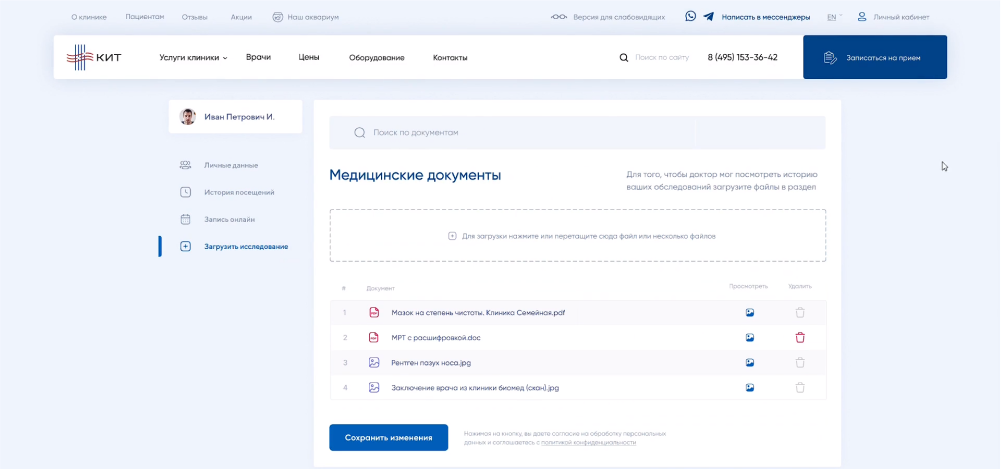 О клинике Пациентам Отзывы Акции Наш аквариум Версия для слабовидящих Написать в мессенджеры EN Личный кабинет
КИТ Услуги клиники Врачи Цены Оборудование Контакты Поиск по сайту 8 (495) 153-36-42 Записаться на прием
Иван Петрович И.
Личные данные
История посещений
Запись онлайн
Загрузить исследование
Поиск по документам
Медицинские документы
Для того, чтобы доктор мог посмотреть историю
ваших обследований загрузите файлы в раздел
Для загрузки нажмите или перетащите сюда файл или несколько файлов
# Документ Просмотреть Удалить
1 Мазок на степень чистоты. Клиника Семейная.pdf
2 МРТ с расшифровкой.doc
3 Рентген пазух носа.jpg
4 Заключение врача из клиники биомед (скан).jpg
Сохранить изменения
Нажимая на кнопку, вы даете согласие на обработку персональных
данных и соглашаетесь с политикой конфиденциальности